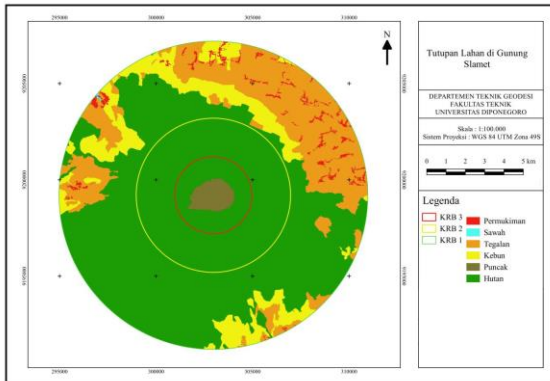 295000 300000 305000 310000
N
Tutupan Lahan di Gunung
Slamet
DEPARTEMEN TEKNIK GEODESI
FAKULTAS TEKNIK
UNIVERSITAS DIPONEGORO
Skala : 1:100.000
Sistem Proyeksi : WGS 84 UTM Zona 49S
0 1 2 3 4 5 km
Legenda
KRB 3
KRB 2
KRB 1
Permukiman
Sawah
Tegalan
Kebun
Puncak
Hutan
295000 300000 305000 310000